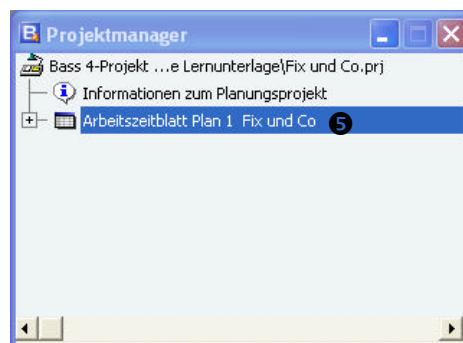 Projektmanager
Bass 4-Projekt ...e Lernunterlage\Fix und Co.prj
Informationen zum Planungsprojekt
Arbeitszeitblatt Plan 1 Fix und Co 5